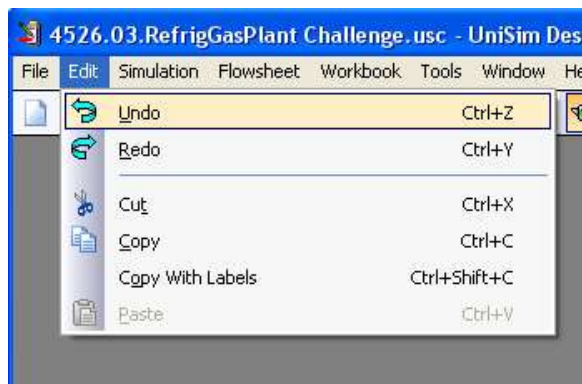 4526.03.RefrigGasPlant Challenge.usc - UniSim Des
File Edit Simulation Flowsheet Workbook Tools Window He
Undo Ctrl+Z
Redo Ctrl+Y
Cut Ctrl+X
Copy Ctrl+C
Copy With Labels Ctrl+Shift+C
Paste Ctrl+V